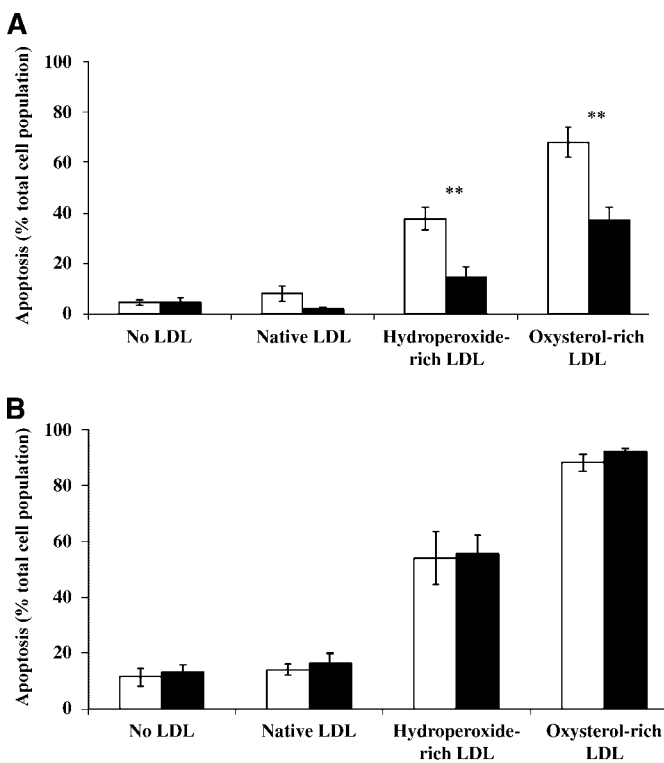 A
Apoptosis (% total cell population)
100
80
60
40
20
0
**
**
No LDL
Native LDL
Hydroperoxide-
rich LDL
Oxysterol-rich
LDL
B
Apoptosis (% total cell population)
100
80
60
40
20
0
No LDL
Native LDL
Hydroperoxide-
rich LDL
Oxysterol-rich
LDL